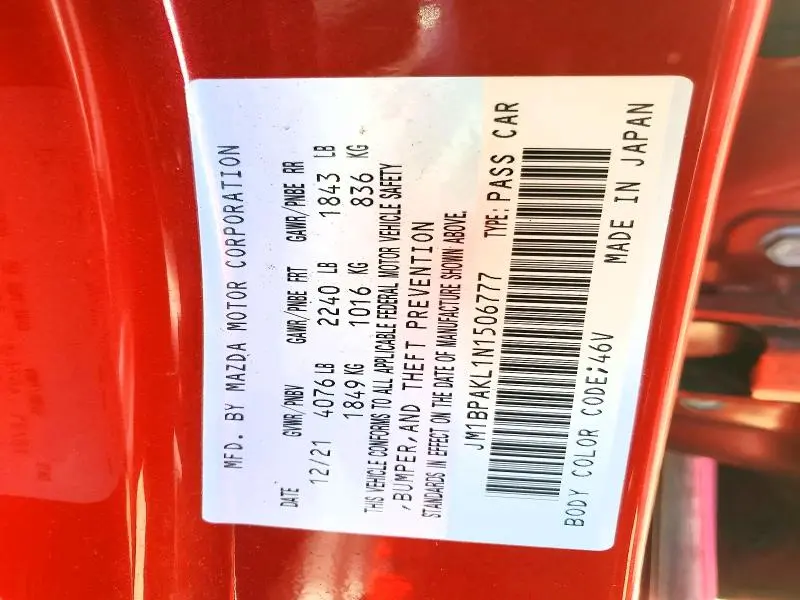 MFD. BY MAZDA MOTOR CORPORATION
DATE GVWR/PNBV GAWR/PNBE FRT GAWR/PNBE RR
12/21 4076 LB 2240 LB 1843 LB
1849 KG 1016 KG 836 KG
THIS VEHICLE CONFORMS TO ALL APPLICABLE FEDERAL MOTOR VEHICLE SAFETY
, BUMPER, AND THEFT PREVENTION
STANDARDS IN EFFECT ON THE DATE OF MANUFACTURE SHOWN ABOVE.
JM1BPAKL1N1506777 TYPE: PASS CAR
BODY COLOR CODE; 46V MADE IN JAPAN